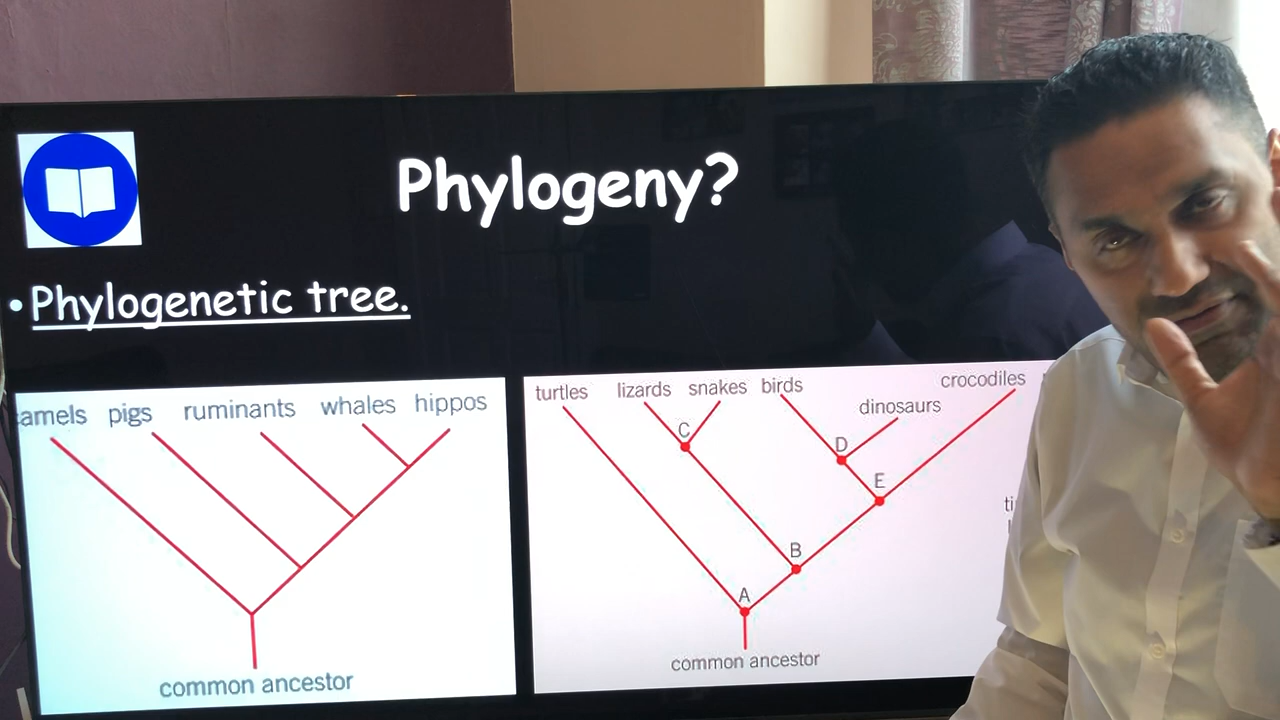 Phylogeny?
• Phylogenetic tree.
amels pigs ruminants whales hippos
common ancestor
turtles lizards snakes birds crocodiles
dinosaurs
C
D
E
B
A
common ancestor